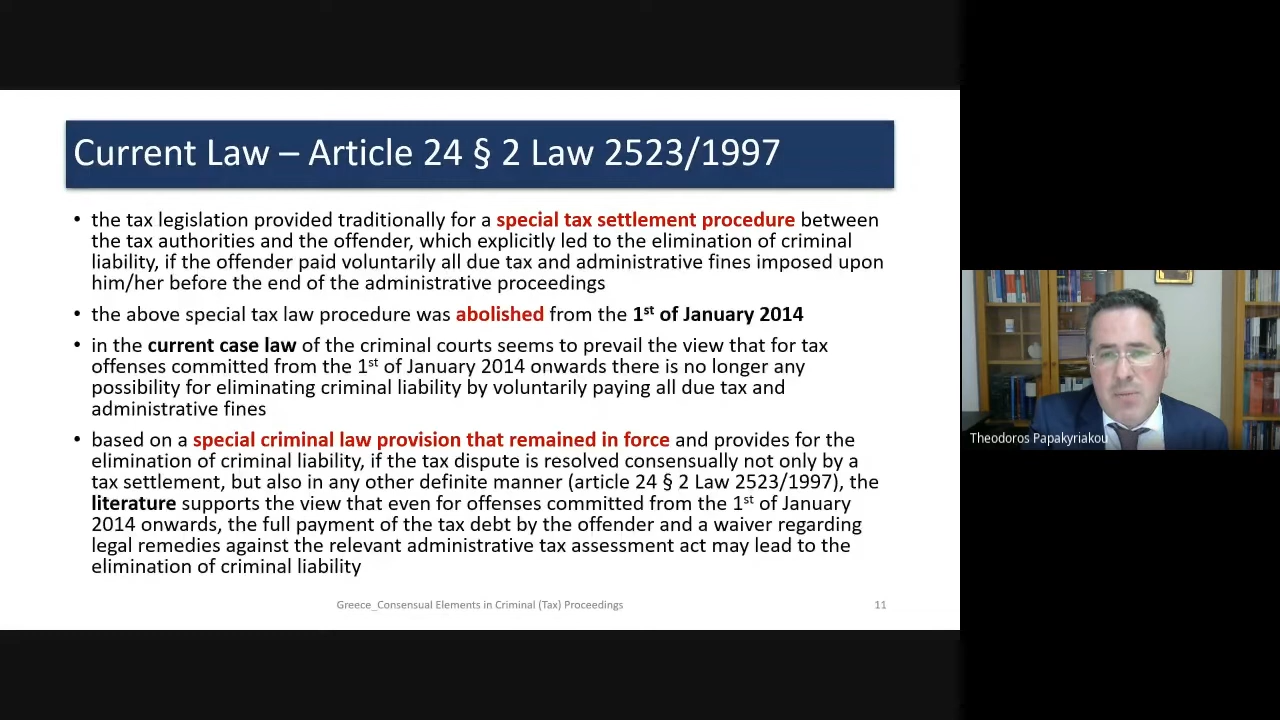 Current Law – Article 24 § 2 Law 2523/1997
• the tax legislation provided traditionally for a special tax settlement procedure between
the tax authorities and the offender, which explicitly led to the elimination of criminal
liability, if the offender paid voluntarily all due tax and administrative fines imposed upon
him/her before the end of the administrative proceedings
• the above special tax law procedure was abolished from the 1st of January 2014
• in the current case law of the criminal courts seems to prevail the view that for tax
offenses committed from the 1st of January 2014 onwards there is no longer any
possibility for eliminating criminal liability by voluntarily paying all due tax and
administrative fines
• based on a special criminal law provision that remained in force and provides for the
elimination of criminal liability, if the tax dispute is resolved consensually not only by a
tax settlement, but also in any other definite manner (article 24 § 2 Law 2523/1997), the
literature supports the view that even for offenses committed from the 1st of January
2014 onwards, the full payment of the tax debt by the offender and a waiver regarding
legal remedies against the relevant administrative tax assessment act may lead to the
elimination of criminal liability
Greece_Consensual Elements in Criminal (Tax) Proceedings
11
Theodoros Papakyriakou